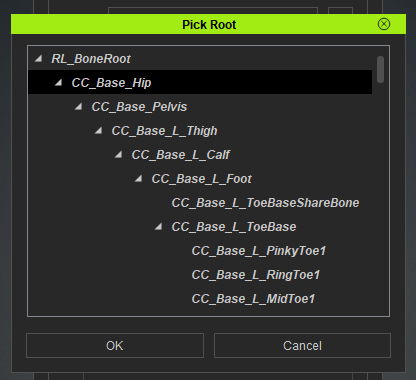 Pick Root
RL_BoneRoot
CC_Base_Hip
CC_Base_Pelvis
CC_Base_L_Thigh
CC_Base_L_Calf
CC_Base_L_Foot
CC_Base_L_ToeBaseShareBone
CC_Base_L_ToeBase
CC_Base_L_PinkyToe1
CC_Base_L_RingToe1
CC_Base_L_MidToe1
OK Cancel